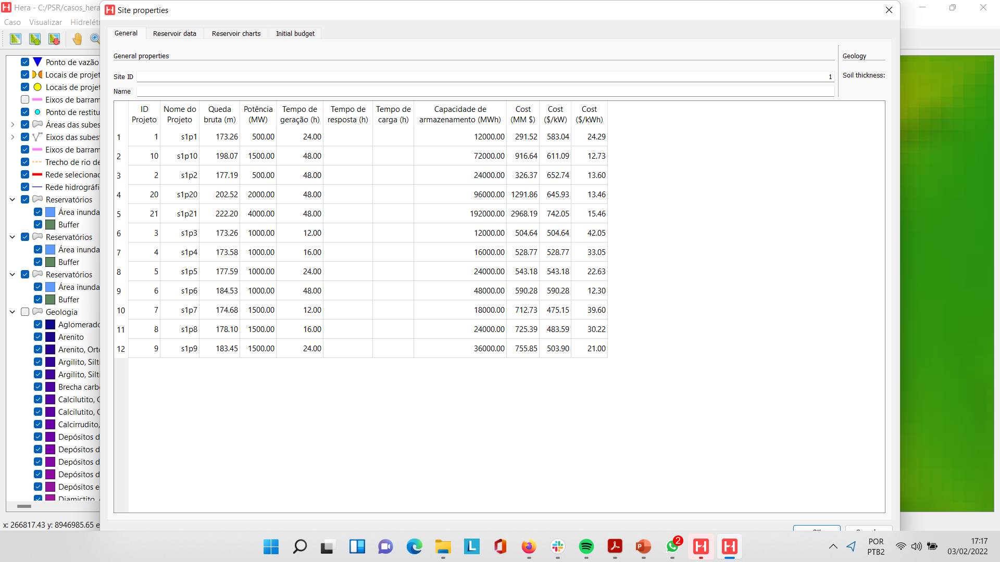 Hera - C:/PSR/casos_hera
Site properties
Caso Visualizar Hidrelét
General Reservoir data Reservoir charts Initial budget
General properties
Geology
Site ID 1
Soil thickness:
Name
Ponto de vazão
Locais de projet
Locais de projet
Eixos de barram
Ponto de restitu
Áreas das subes
Eixos das subest
Eixos de barram
Trecho de rio de
Rede selecionad
Rede hidrográfi
Reservatórios
Área inunda
Buffer
Reservatórios
Área inunda
Buffer
Reservatórios
Área inunda
Buffer
Geologia
Aglomerado
Arenito
Arenito, Orto
Argilito, Silti
Argilito, Silti
Brecha carbo
Calcilutito, C
Calcilutito, C
Calcirrudito,
Depósitos d
Depósitos d
Depósitos d
Depósitos d
Depósitos e
Diamictito,
ID Projeto Nome do Projeto Queda bruta (m) Potência (MW) Tempo de geração (h) Tempo de resposta (h) Tempo de carga (h) Capacidade de armazenamento (MWh) Cost (MM $) Cost ($/kW) Cost ($/kWh)
1 1 s1p1 173.26 500.00 24.00 12000.00 291.52 583.04 24.29
2 10 s1p10 198.07 1500.00 48.00 72000.00 916.64 611.09 12.73
3 2 s1p2 177.19 500.00 48.00 24000.00 326.37 652.74 13.60
4 20 s1p20 202.52 2000.00 48.00 96000.00 1291.86 645.93 13.46
5 21 s1p21 222.20 4000.00 48.00 192000.00 2968.19 742.05 15.46
6 3 s1p3 173.26 1000.00 12.00 12000.00 504.64 504.64 42.05
7 4 s1p4 173.58 1000.00 16.00 16000.00 528.77 528.77 33.05
8 5 s1p5 177.59 1000.00 24.00 24000.00 543.18 543.18 22.63
9 6 s1p6 184.53 1000.00 48.00 48000.00 590.28 590.28 12.30
10 7 s1p7 174.68 1500.00 12.00 18000.00 712.73 475.15 39.60
11 8 s1p8 178.10 1500.00 16.00 24000.00 725.39 483.59 30.22
12 9 s1p9 183.45 1500.00 24.00 36000.00 755.85 503.90 21.00
x: 266817.43 y: 8946985.65 e
2
POR
PTB2
17:17
03/02/2022